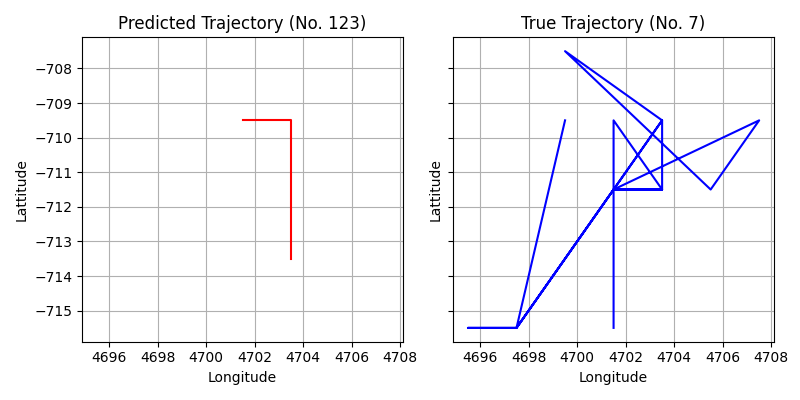 Predicted Trajectory (No. 123)
True Trajectory (No. 7)
−708
−709
−710
−711
−712
−713
−714
−715
Lattitude
Lattitude
4696 4698 4700 4702 4704 4706 4708
4696 4698 4700 4702 4704 4706 4708
Longitude
Longitude